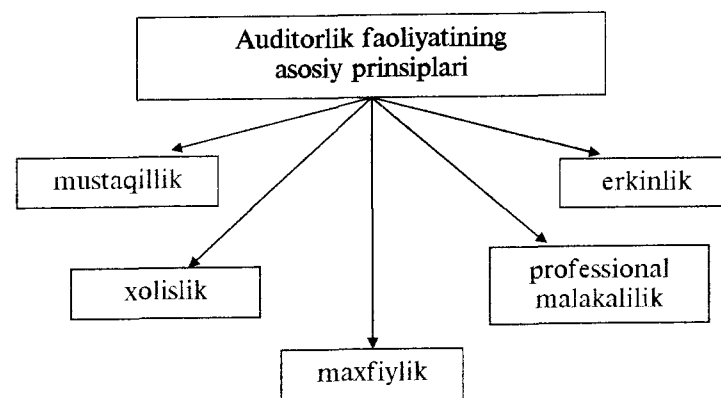 Auditorlik faoliyatining
asosiy prinsiplari
mustaqillik
erkinlik
xolislik
professional
malakalilik
maxfiylik